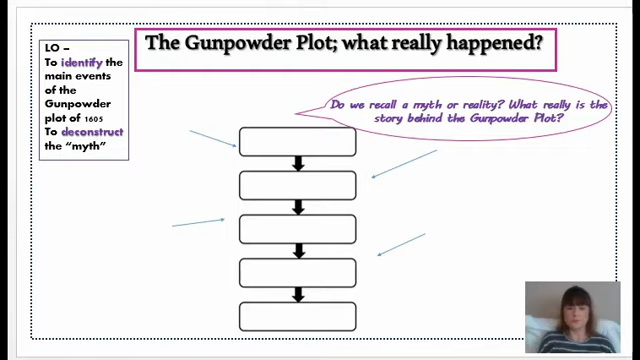 The Gunpowder Plot; what really happened?
LO –
To identify the
main events
of the
Gunpowder
plot of 1605
To deconstruct
the "myth"
Do we recall a myth or reality? What really is the
story behind the Gunpowder Plot?